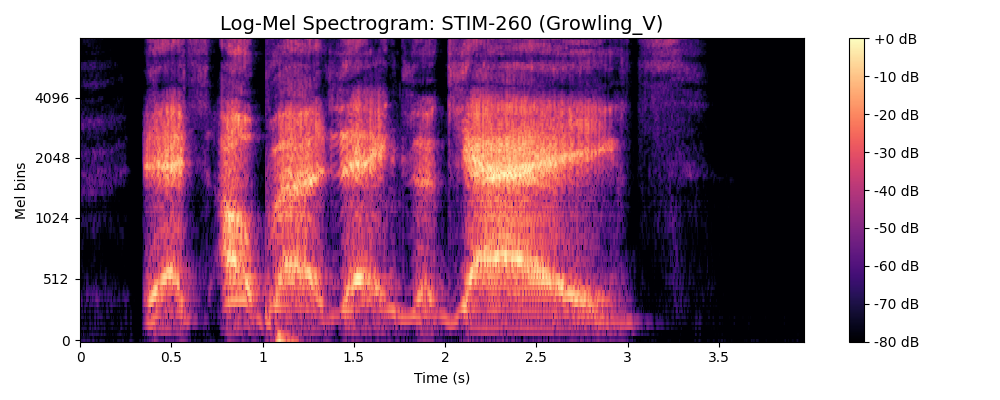 Log-Mel Spectrogram: STIM-260 (Growling_V)
Mel bins
4096
2048
1024
512
0
0
0.5
1
1.5
2
2.5
3
3.5
Time (s)
+0 dB
-10 dB
-20 dB
-30 dB
-40 dB
-50 dB
-60 dB
-70 dB
-80 dB